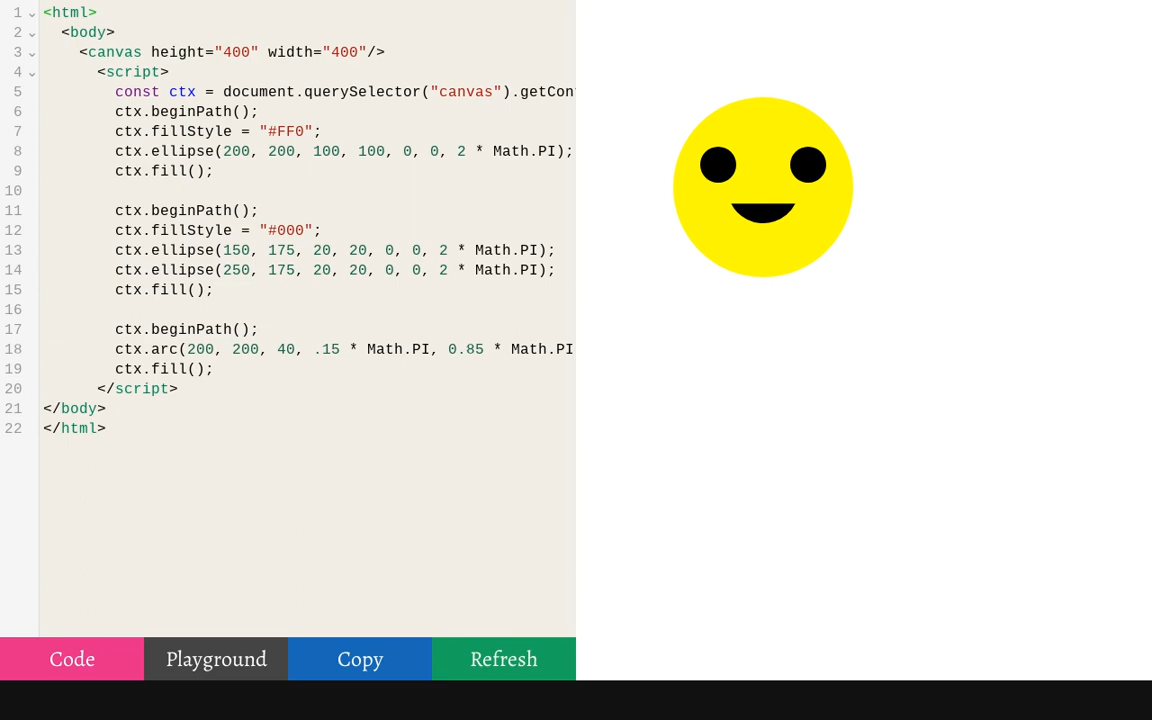 1 <html>
2 <body>
3 <canvas height="400" width="400"/>
4 <script>
5 const ctx = document.querySelector("canvas").getCon
6 ctx.beginPath();
7 ctx.fillStyle = "#FF0";
8 ctx.ellipse(200, 200, 100, 100, 0, 0, 2 * Math.PI);
9 ctx.fill();
10
11 ctx.beginPath();
12 ctx.fillStyle = "#000";
13 ctx.ellipse(150, 175, 20, 20, 0, 0, 2 * Math.PI);
14 ctx.ellipse(250, 175, 20, 20, 0, 0, 2 * Math.PI);
15 ctx.fill();
16
17 ctx.beginPath();
18 ctx.arc(200, 200, 40, .15 * Math.PI, 0.85 * Math.PI
19 ctx.fill();
20 </script>
21 </body>
22 </html>
Code Playground Copy Refresh